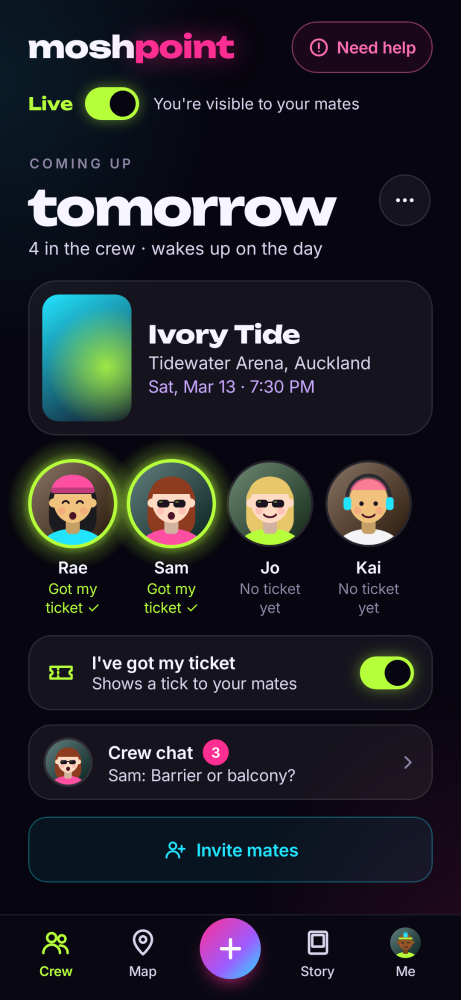 moshpoint
Need help
Live
You're visible to your mates
COMING UP
tomorrow
4 in the crew · wakes up on the day
Ivory Tide
Tidewater Arena, Auckland
Sat, Mar 13 · 7:30 PM
Rae
Got my
ticket ✓
Sam
Got my
ticket ✓
Jo
No ticket
yet
Kai
No ticket
yet
I've got my ticket
Shows a tick to your mates
Crew chat 3
Sam: Barrier or balcony?
Invite mates
Crew
Map
Story
Me